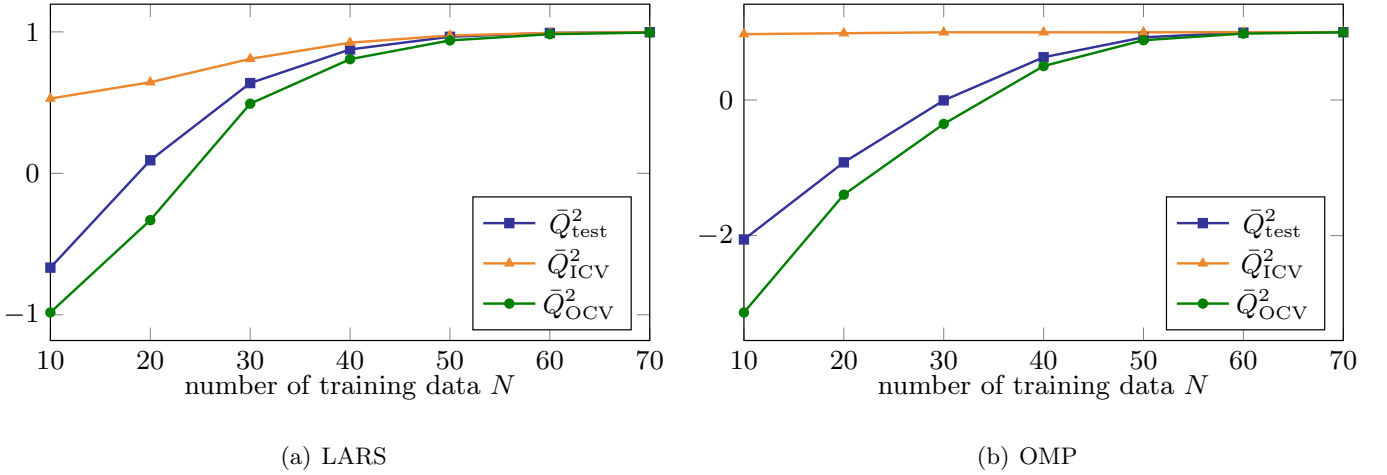 1
0
−1
10 20 30 40 50 60 70
number of training data N
Q̄²test
Q̄²ICV
Q̄²OCV
(a) LARS
0
−2
10 20 30 40 50 60 70
number of training data N
Q̄²test
Q̄²ICV
Q̄²OCV
(b) OMP